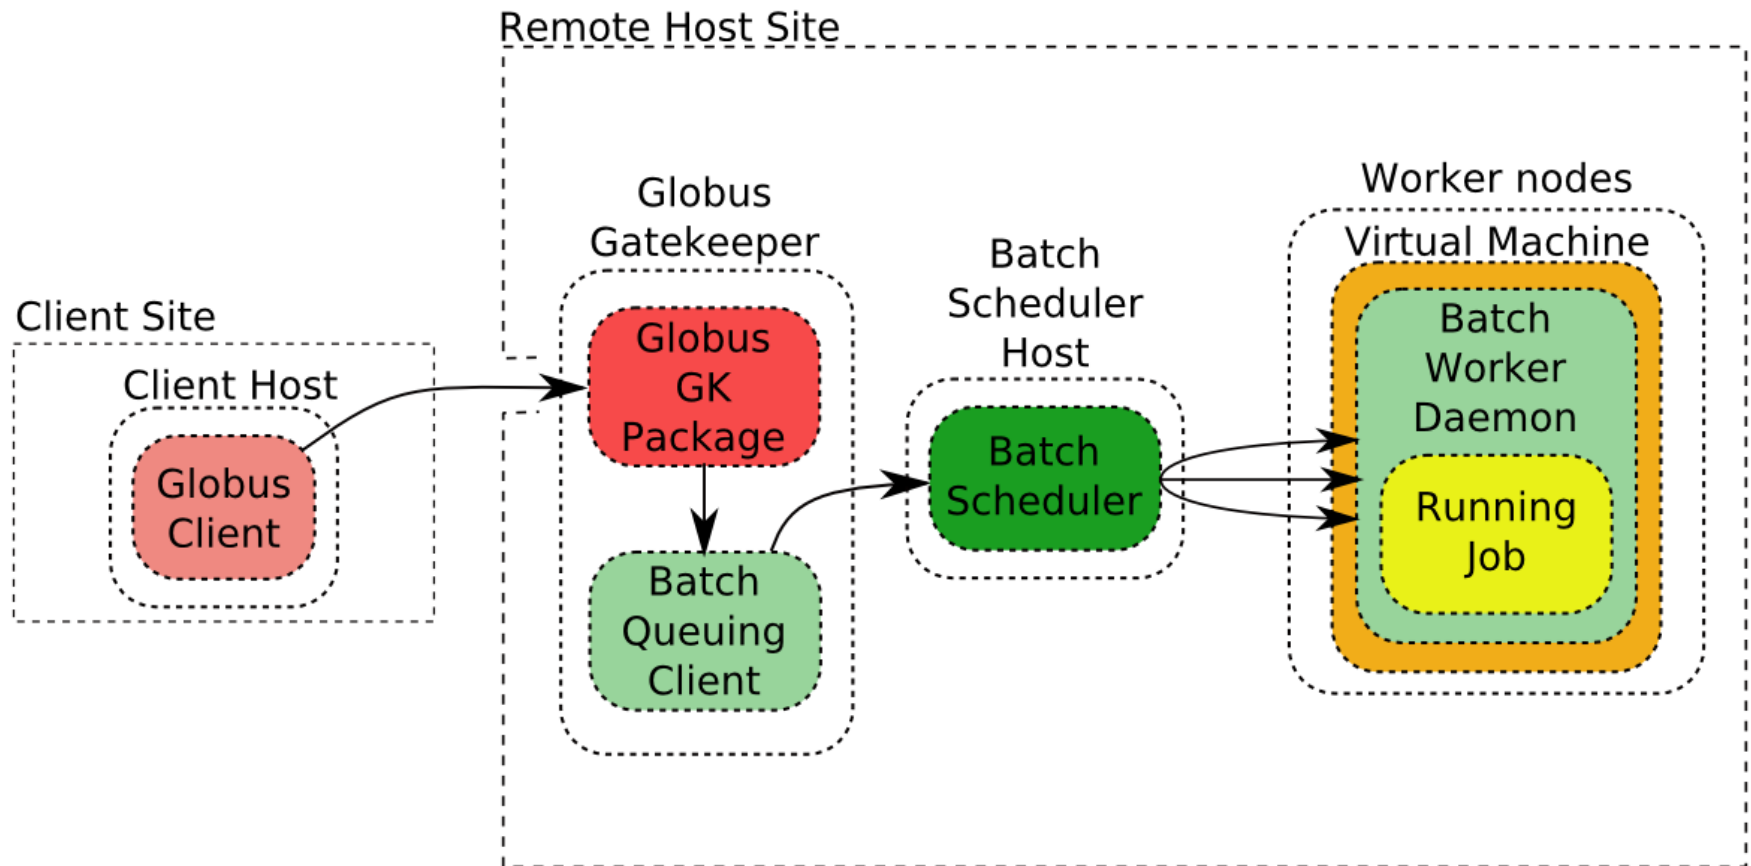 Remote Host Site
Client Site
Client Host
Globus
Client
Globus
Gatekeeper
Globus
GK
Package
Batch
Queuing
Client
Batch
Scheduler
Host
Batch
Scheduler
Worker nodes
Virtual Machine
Batch
Worker
Daemon
Running
Job